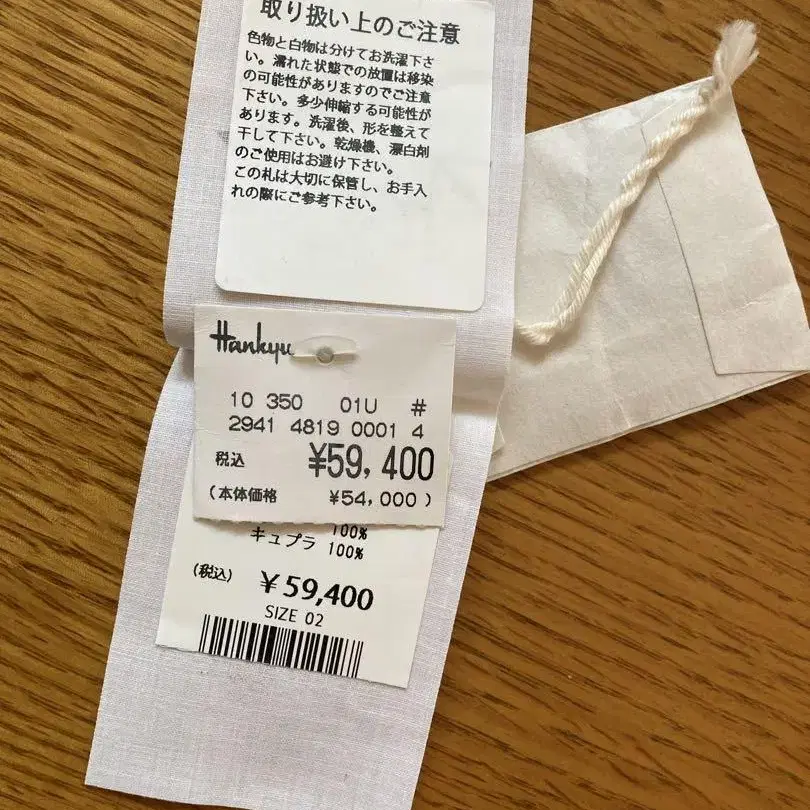 取り扱い上のご注意
色物と白物は分けてお洗濯下さ
い。濡れた状態での放置は移染
の可能性がありますのでご注意
下さい。多少伸縮する可能性が
あります。洗濯後、形を整えて
干して下さい。乾燥機、漂白剤
のご使用はお避け下さい。
この札は大切に保管し、お手入
れの際にご参考下さい。
Hankyu
10 350 01U #
2941 4819 0001 4
税込 ¥59,400
(本体価格 ¥54,000)
100%
キュプラ 100%
(税込) ¥59,400
SIZE 02